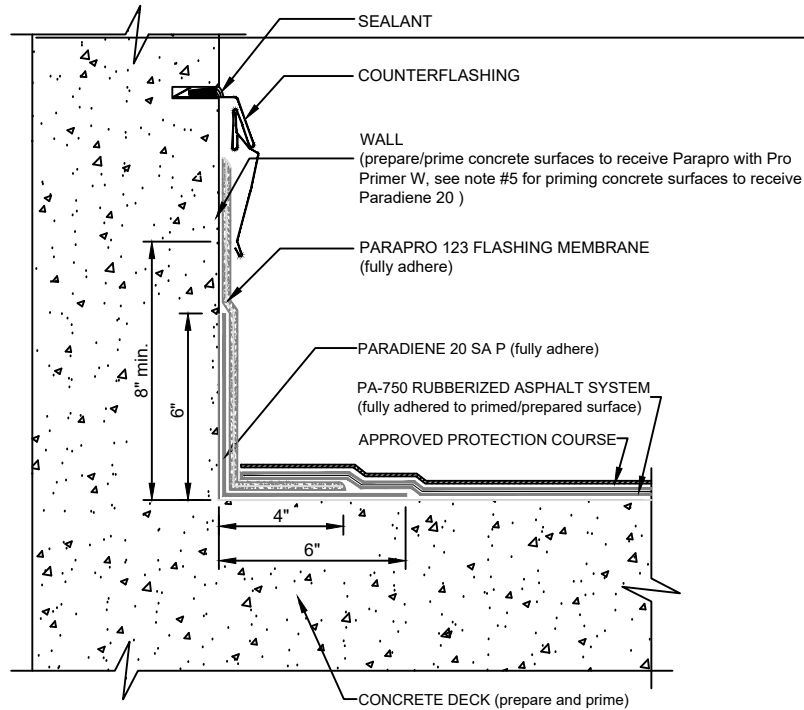 SEALANT
COUNTERFLASHING
WALL
(prepare/prime concrete surfaces to receive Parapro with Pro
Primer W, see note #5 for priming concrete surfaces to receive
Paradiene 20 )
PARAPRO 123 FLASHING MEMBRANE
(fully adhere)
8" min.
6"
PARADIENE 20 SA P (fully adhere)
PA-750 RUBBERIZED ASPHALT SYSTEM
(fully adhered to primed/prepared surface)
APPROVED PROTECTION COURSE
4"
6"
CONCRETE DECK (prepare and prime)